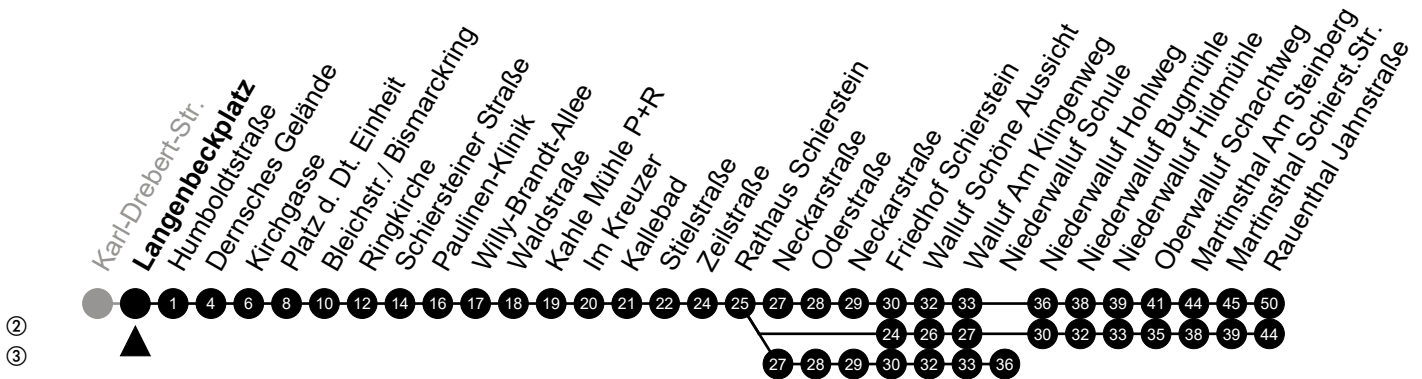 Karl-Drebert-Str.
Langenbeckplatz
Humboldtstraße
Dernsches Gelände
Kirchgasse
Platz d. Dt. Einheit
Bleichstr./ Bismarckring
Ringkirche
Schiersteiner Straße
Paulinen-Klinik
Willy-Brandt-Allee
Waldstraße
Kahle Mühle P+R
Im Kreuzer
Kallebad
Stielstraße
Zeilstraße
Rathaus Schierstein
Neckarstraße
Oderstraße
Neckarstraße
Friedhof Schierstein
Walluf Schöne Aussicht
Walluf Am Klingenweg
Niederwalluf Schule
Niederwalluf Hohlweg
Niederwalluf Bugmühle
Niederwalluf Hildmühle
Oberwalluf Schachtweg
Martinsthal Am Steinberg
Martinsthal Schierst.Str.
Rauenthal Jahnstraße
1 4 6 8 10 12 14 16 17 18 19 20 21 22 24 25 27 28 29 30 32 33 36 38 39 41 44 45 50
② 24 26 27 30 32 33 35 38 39 44
③ 27 28 29 30 32 33 36